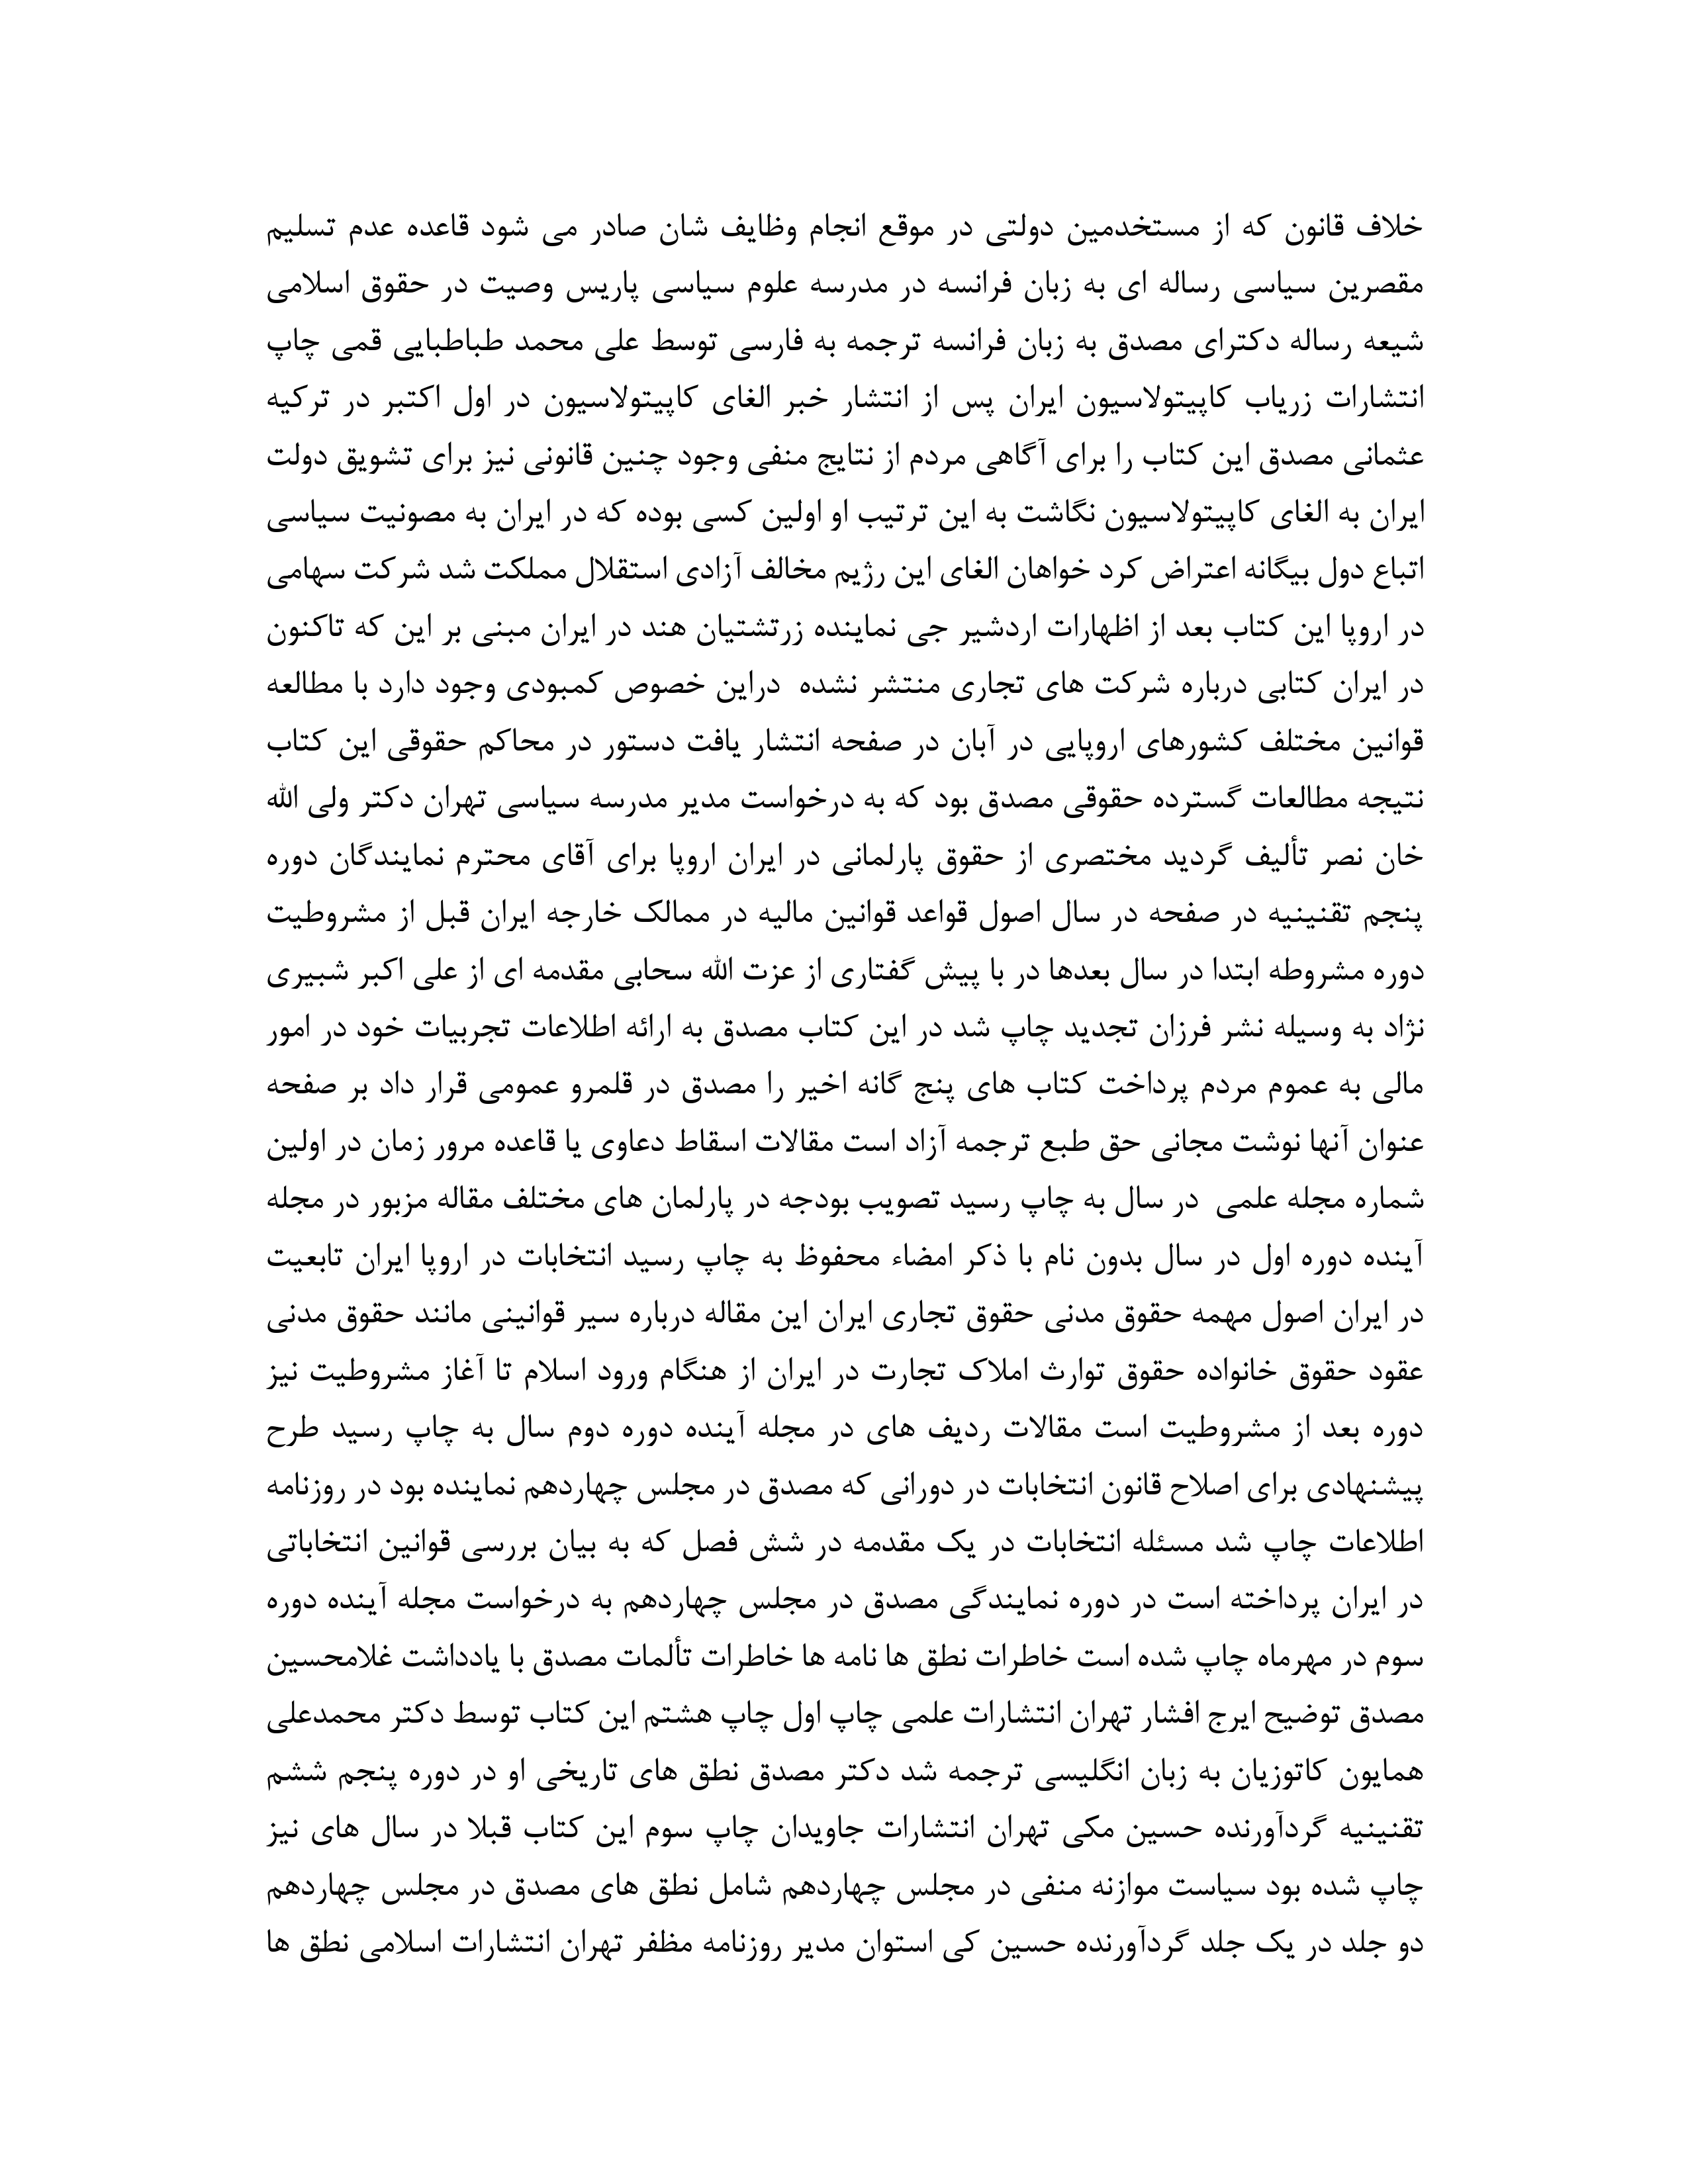 خلاف قانون که از مستخدمین دولتی در موقع انجام وظایف شان صادر می شود قاعده عدم تسلیم
مقصرین سیاسی رساله ای به زبان فرانسه در مدرسه علوم سیاسی پاریس وصیت در حقوق اسلامی
شیعه رساله دکترای مصدق به زبان فرانسه ترجمه به فارسی توسط علی محمد طباطبایی قمی چاپ
انتشارات زریاب کاپیتولاسیون ایران پس از انتشار خبر الغای کاپیتولاسیون در اول اکتبر در ترکیه
عثمانی مصدق این کتاب را برای آگاهی مردم از نتایج منفی وجود چنین قانونی نیز برای تشویق دولت
ایران به الغای کاپیتولاسیون نگاشت به این ترتیب او اولین کسی بوده که در ایران به مصونیت سیاسی
اتباع دول بیگانه اعتراض کرد خواهان الغای این رژیم مخالف آزادی استقلال مملکت شد شرکت سهامی
در اروپا این کتاب بعد از اظهارات اردشیر جی نماینده زرتشتیان هند در ایران مبنی بر این که تاکنون
در ایران کتابی درباره شرکت های تجاری منتشر نشده  دراین خصوص کمبودی وجود دارد با مطالعه
قوانین مختلف کشورهای اروپایی در آبان در صفحه انتشار یافت دستور در محاکم حقوقی این کتاب
نتیجه مطالعات گسترده حقوقی مصدق بود که به درخواست مدیر مدرسه سیاسی تهران دکتر ولی الله
خان نصر تألیف گردید مختصری از حقوق پارلمانی در ایران اروپا برای آقای محترم نمایندگان دوره
پنجم تقنینیه در صفحه در سال اصول قواعد قوانین مالیه در ممالک خارجه ایران قبل از مشروطیت
دوره مشروطه ابتدا در سال بعدها در با پیش گفتاری از عزت الله سحابی مقدمه ای از علی اکبر شبیری
نژاد به وسیله نشر فرزان تجدید چاپ شد در این کتاب مصدق به ارائه اطلاعات تجربیات خود در امور
مالی به عموم مردم پرداخت کتاب های پنج گانه اخیر را مصدق در قلمرو عمومی قرار داد بر صفحه
عنوان آنها نوشت مجانی حق طبع ترجمه آزاد است مقالات اسقاط دعاوی یا قاعده مرور زمان در اولین
شماره مجله علمی  در سال به چاپ رسید تصویب بودجه در پارلمان های مختلف مقاله مزبور در مجله
آینده دوره اول در سال بدون نام با ذکر امضاء محفوظ به چاپ رسید انتخابات در اروپا ایران تابعیت
در ایران اصول مهمه حقوق مدنی حقوق تجاری ایران این مقاله درباره سیر قوانینی مانند حقوق مدنی
عقود حقوق خانواده حقوق توارث املاک تجارت در ایران از هنگام ورود اسلام تا آغاز مشروطیت نیز
دوره بعد از مشروطیت است مقالات ردیف های در مجله آینده دوره دوم سال به چاپ رسید طرح
پیشنهادی برای اصلاح قانون انتخابات در دورانی که مصدق در مجلس چهاردهم نماینده بود در روزنامه
اطلاعات چاپ شد مسئله انتخابات در یک مقدمه در شش فصل که به بیان بررسی قوانین انتخاباتی
در ایران پرداخته است در دوره نمایندگی مصدق در مجلس چهاردهم به درخواست مجله آینده دوره
سوم در مهرماه چاپ شده است خاطرات نطق ها نامه ها خاطرات تألمات مصدق با یادداشت غلامحسین
مصدق توضیح ایرج افشار تهران انتشارات علمی چاپ اول چاپ هشتم این کتاب توسط دکتر محمدعلی
همایون کاتوزیان به زبان انگلیسی ترجمه شد دکتر مصدق نطق های تاریخی او در دوره پنجم ششم
تقنینیه گردآورنده حسین مکی تهران انتشارات جاویدان چاپ سوم این کتاب قبلا در سال های نیز
چاپ شده بود سیاست موازنه منفی در مجلس چهاردهم شامل نطق های مصدق در مجلس چهاردهم
دو جلد در یک جلد گردآورنده حسین کی استوان مدیر روزنامه مظفر تهران انتشارات اسلامی نطق ها